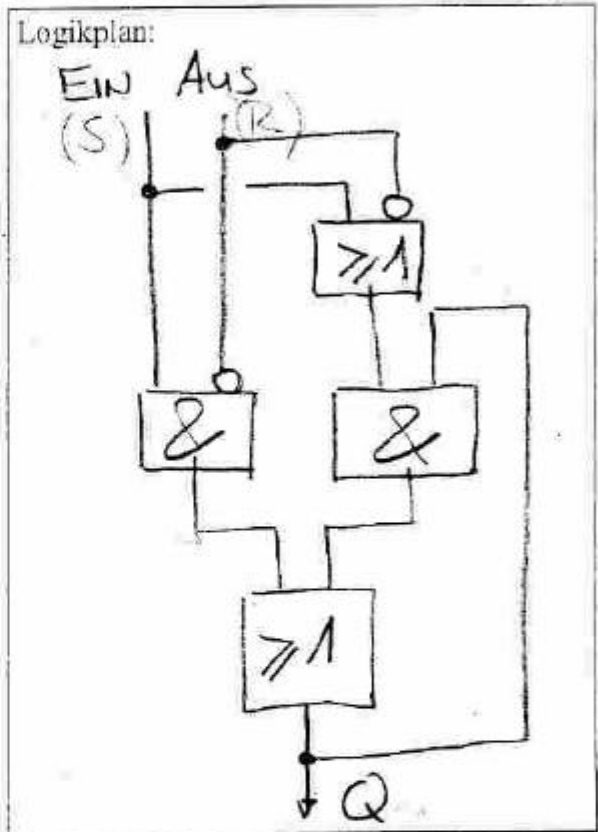 Logikplan:
EIN Aus
(S) (R)
≥1
& &
≥1
Q